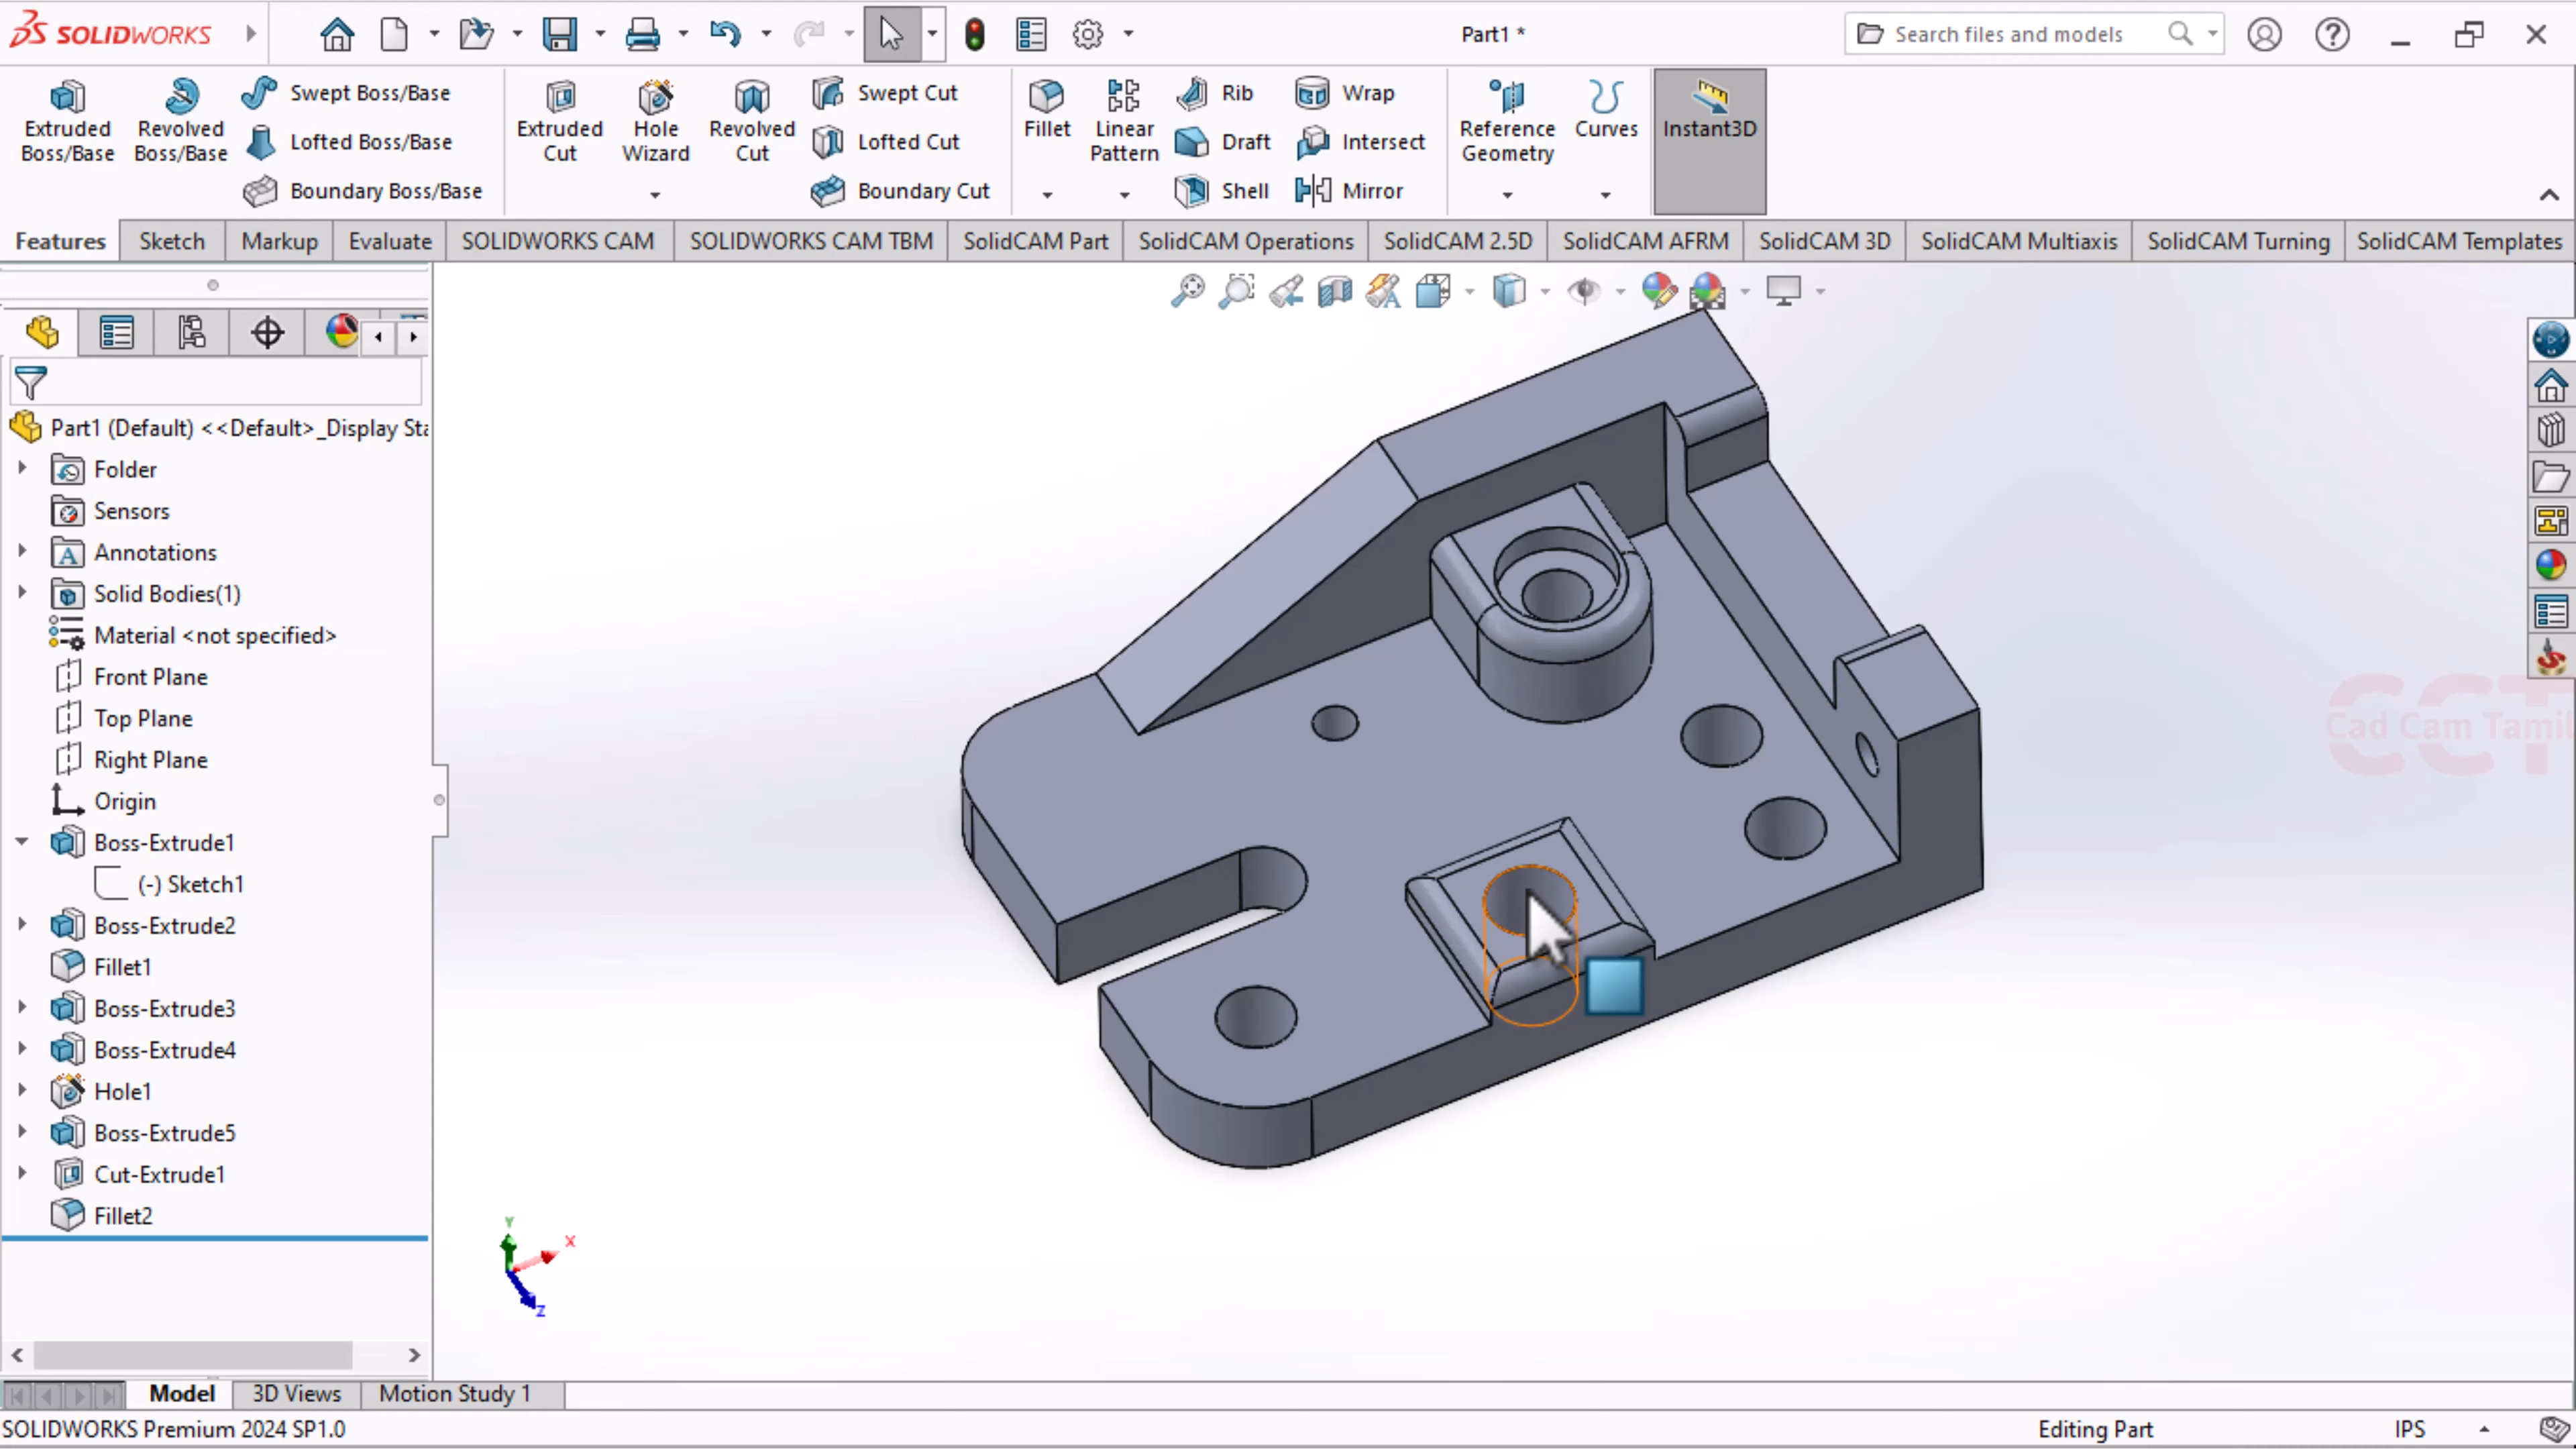 SOLIDWORKS
Part1 *
Search files and models
Extruded Boss/Base
Revolved Boss/Base
Swept Boss/Base
Lofted Boss/Base
Boundary Boss/Base
Extruded Cut
Hole Wizard
Revolved Cut
Swept Cut
Lofted Cut
Boundary Cut
Fillet
Linear Pattern
Rib
Draft
Shell
Wrap
Intersect
Mirror
Reference Geometry
Curves
Instant3D
Features
Sketch
Markup
Evaluate
SOLIDWORKS CAM
SOLIDWORKS CAM TBM
SolidCAM Part
SolidCAM Operations
SolidCAM 2.5D
SolidCAM AFRM
SolidCAM 3D
SolidCAM Multiaxis
SolidCAM Turning
SolidCAM Templates
Part1 (Default) <<Default>_Display Sta
Folder
Sensors
Annotations
Solid Bodies(1)
Material <not specified>
Front Plane
Top Plane
Right Plane
Origin
Boss-Extrude1
(-) Sketch1
Boss-Extrude2
Fillet1
Boss-Extrude3
Boss-Extrude4
Hole1
Boss-Extrude5
Cut-Extrude1
Fillet2
Y
X
Z
CCT
Cad Cam Tamil
Model
3D Views
Motion Study 1
SOLIDWORKS Premium 2024 SP1.0
Editing Part
IPS